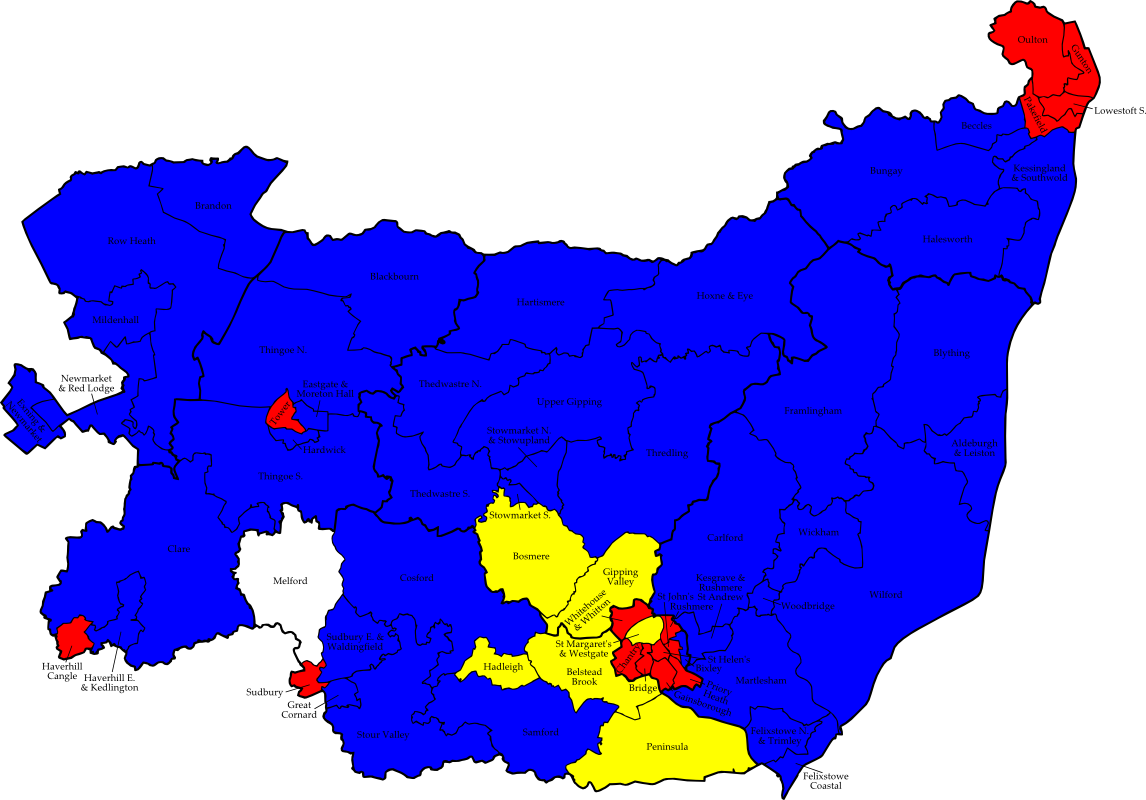 Oulton
Gunton
Pakefield
Lowestoft S.
Beccles
Bungay
Kessingland
& Southwold
Halesworth
Brandon
Row Heath
Blackbourn
Hartismere
Hoxne & Eye
Mildenhall
Thingoe N.
Blything
Newmarket
& Red Lodge
Exning &
Newmarket
Eastgate &
Moreton Hall
Tower
Hardwick
Thedwastre N.
Upper Gipping
Framlingham
Stowmarket N.
& Stowupland
Thredling
Aldeburgh
& Leiston
Thingoe S.
Thedwastre S.
Stowmarket S.
Bosmere
Carlford
Wickham
Clare
Melford
Cosford
Gipping
Valley
Kesgrave &
Rushmere
St John's
St Andrew
Rushmere
Woodbridge
Wilford
Whitehouse
& Whitton
St Margaret's
& Westgate
Sudbury E. &
Waldingfield
Hadleigh
Belstead
Brook
Chantry
Bridge
St Helen's
Bixley
Priory
Heath
Gainsborough
Martlesham
Haverhill
Cangle
Haverhill E.
& Kedlington
Sudbury
Great
Cornard
Stour Valley
Samford
Peninsula
Felixstowe N.
& Trimley
Felixstowe
Coastal